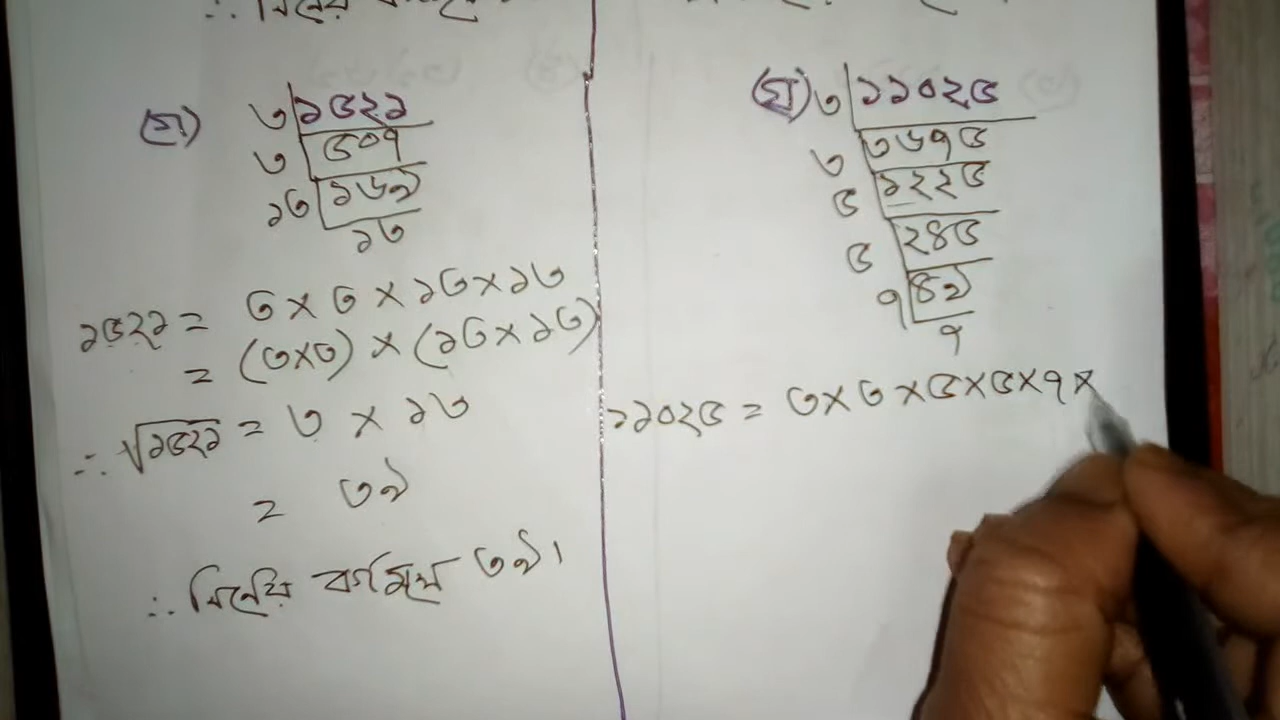 (গ)
৩ | ১৫২১
৩ | ৫০৭
১৩ | ১৬৯
১৩
১৫২১ = ৩ × ৩ × ১৩ × ১৩
= (৩×৩) × (১৩×১৩)
∴ √১৫২১ = ৩ × ১৩
= ৩৯
∴ নির্ণেয় বর্গমূল ৩৯।
(ঘ)
৩ | ১১০২৫
৩ | ৩৬৭৫
৫ | ১২২৫
৫ | ২৪৫
৭ | ৪৯
৭
১১০২৫ = ৩×৩×৫×৫×৭×